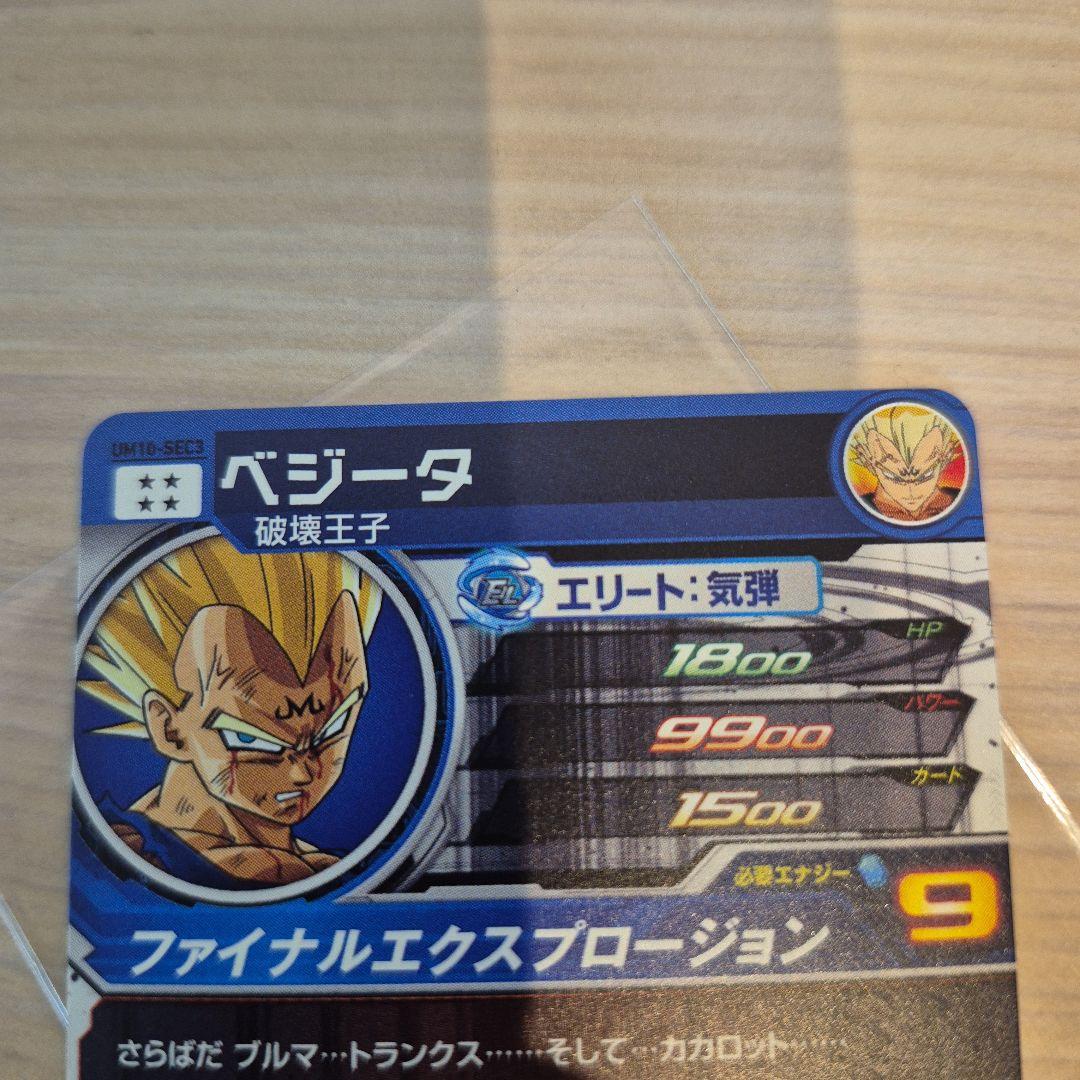 UM10-SEC3
ベジータ
破壊王子
EL エリート:気弾
HP
1800
パワー
9900
ガード
1500
必要エナジー 9
ファイナルエクスプロージョン
さらばだ ブルマ…トランクス……そして…カカロット……